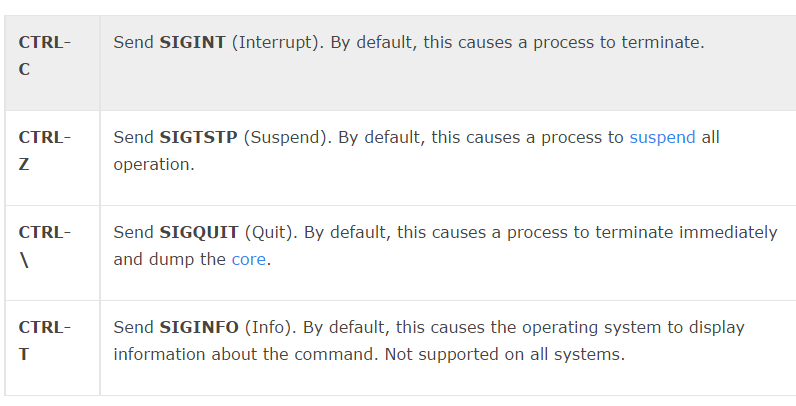 CTRL-
C
Send SIGINT (Interrupt). By default, this causes a process to terminate.
CTRL-
Z
Send SIGTSTP (Suspend). By default, this causes a process to suspend all
operation.
CTRL-
\
Send SIGQUIT (Quit). By default, this causes a process to terminate immediately
and dump the core.
CTRL-
T
Send SIGINFO (Info). By default, this causes the operating system to display
information about the command. Not supported on all systems.